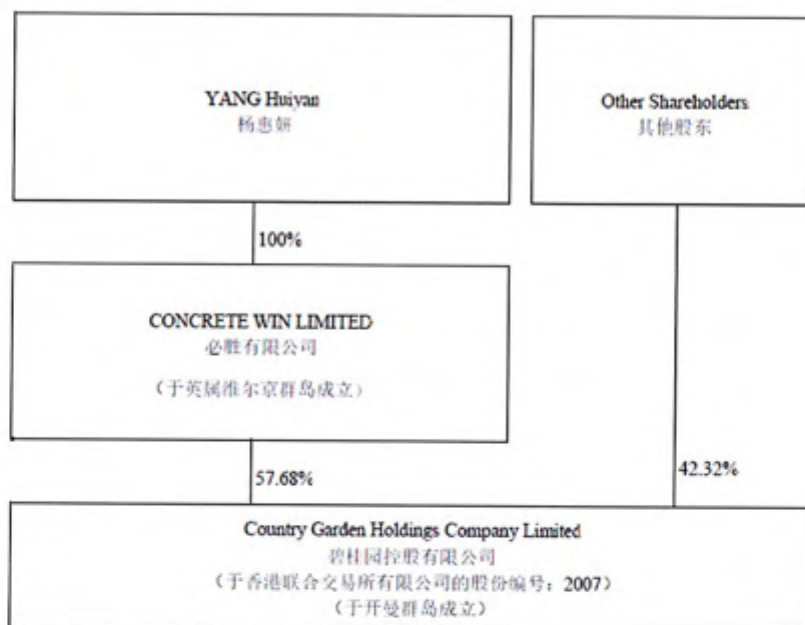 YANG Huiyan
杨惠妍
Other Shareholders
其他股东
100%
CONCRETE WIN LIMITED
必胜有限公司
（于英属维尔京群岛成立）
57.68%
42.32%
Country Garden Holdings Company Limited
碧桂园控股有限公司
（于香港联合交易所有限公司的股份编号：2007）
（于开曼群岛成立）